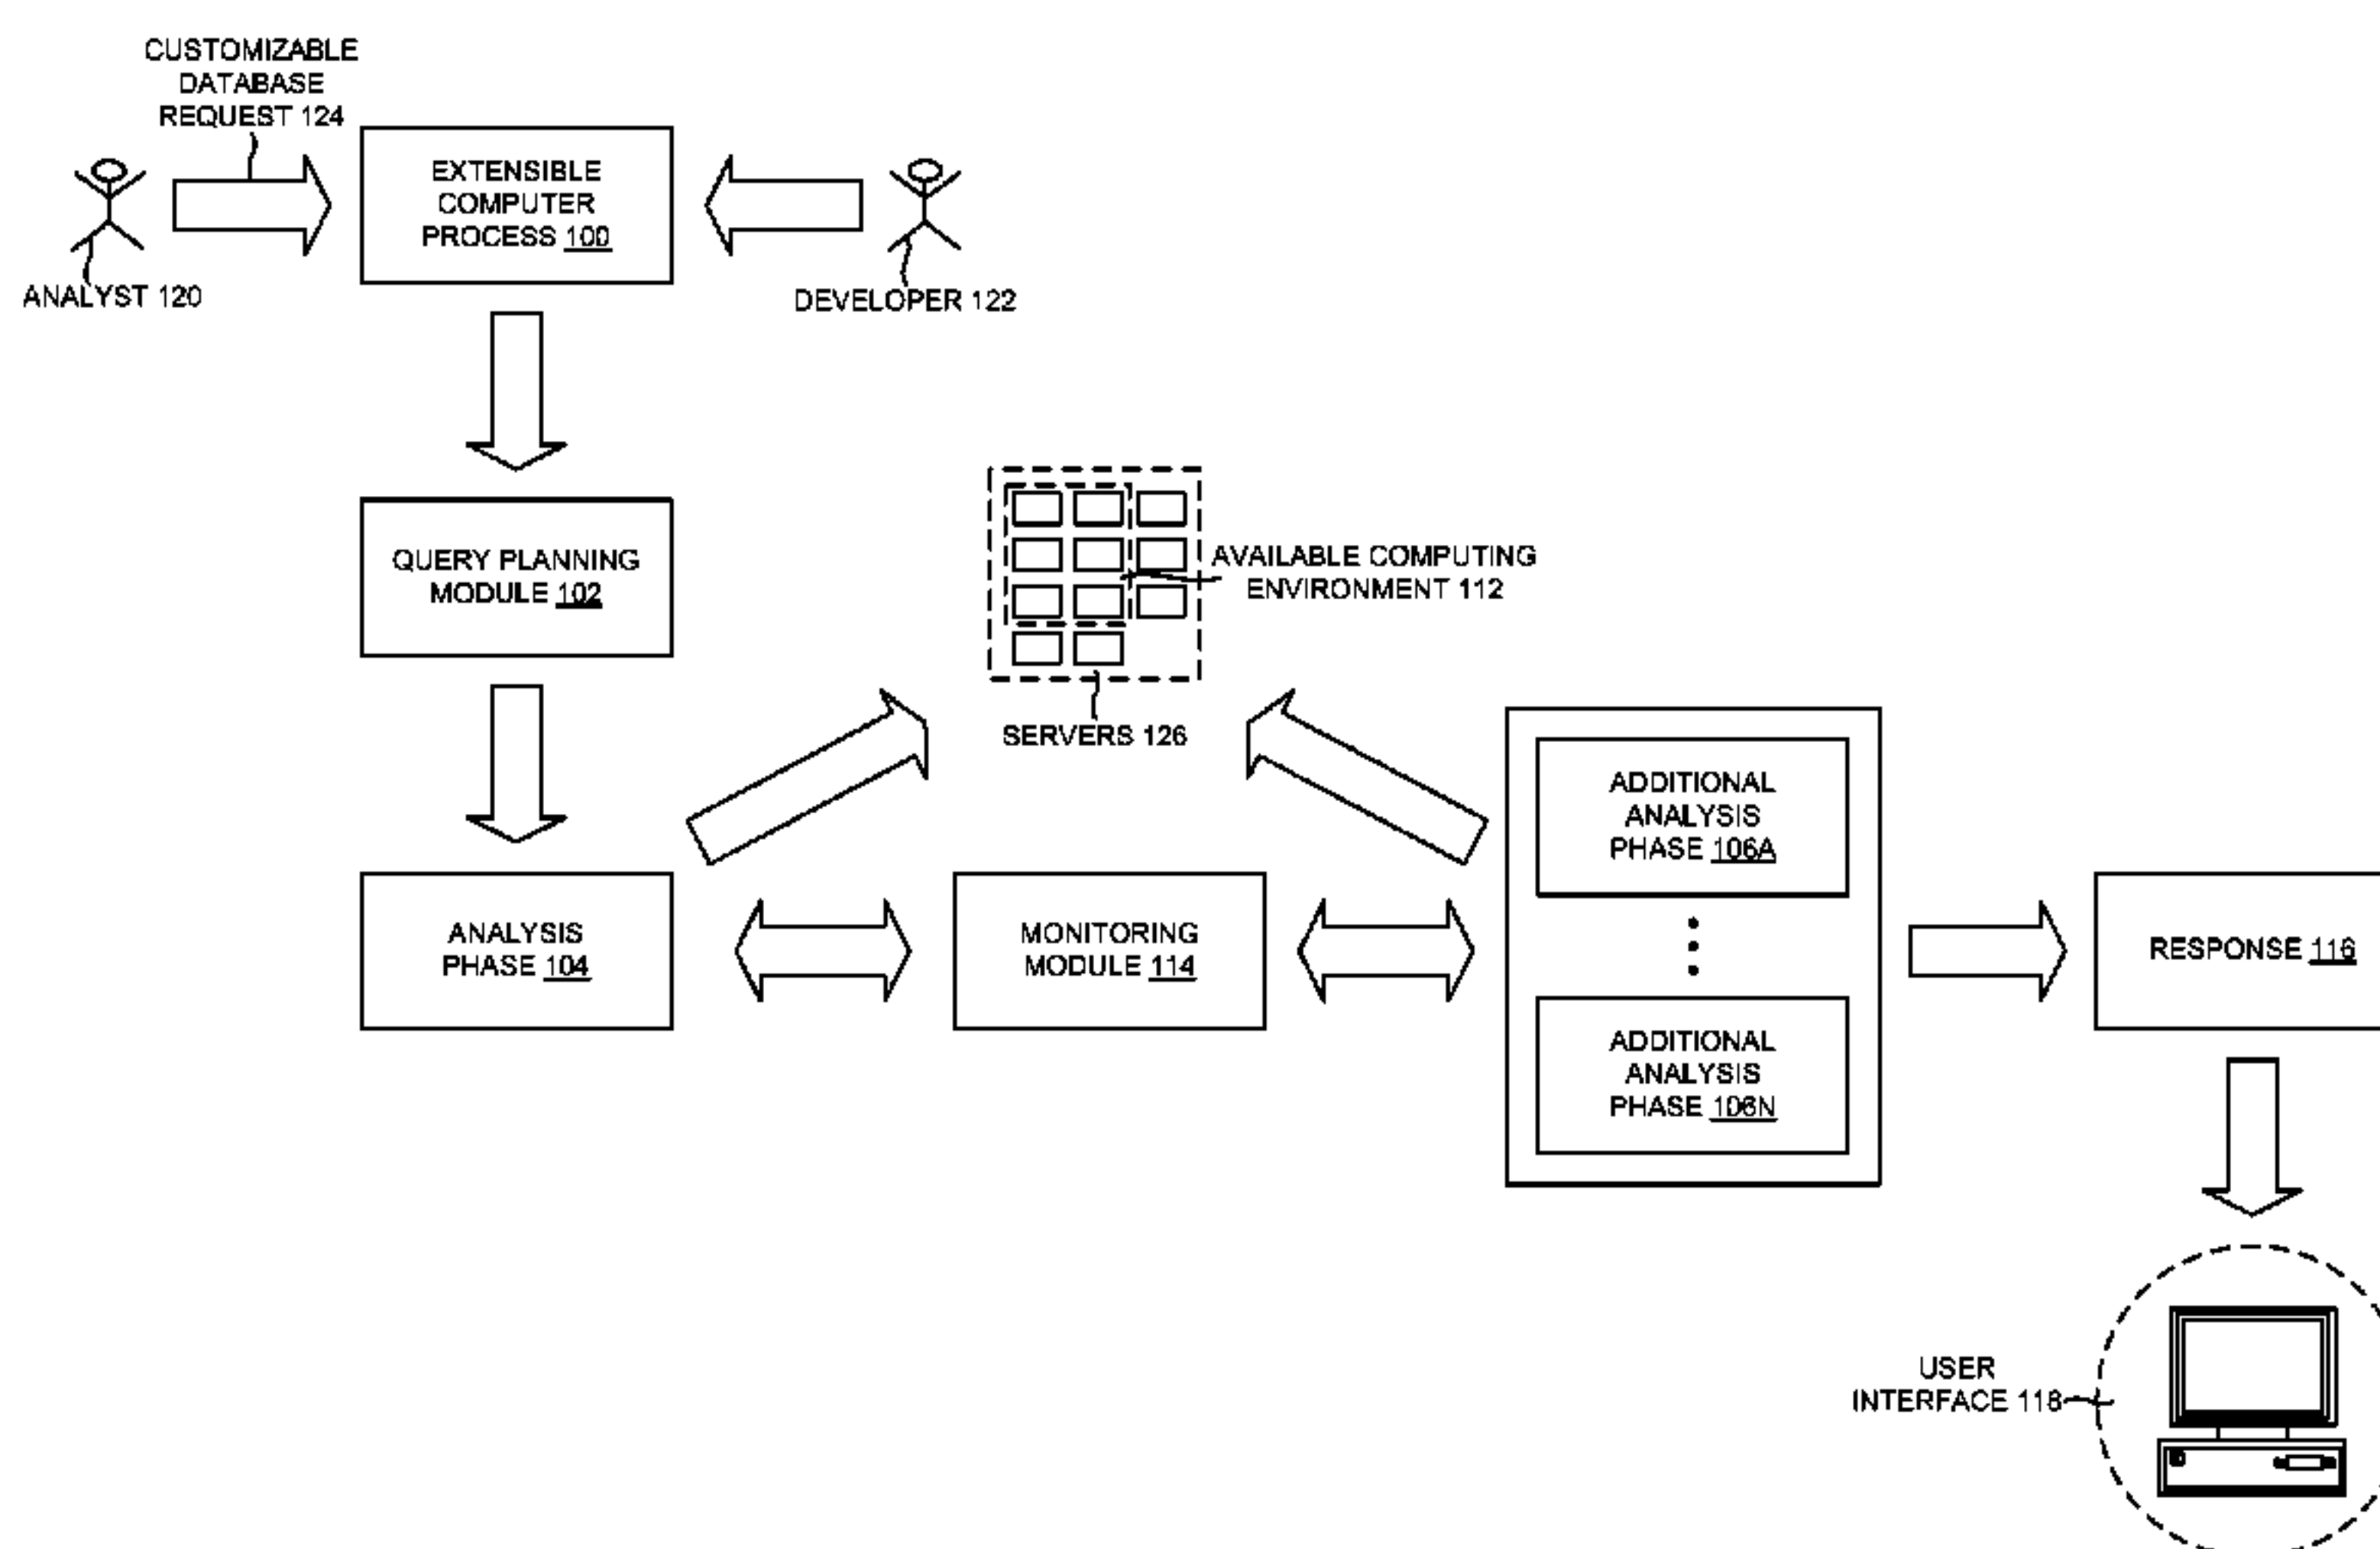 CUSTOMIZABLE
DATABASE
REQUEST 124
EXTENSIBLE
COMPUTER
PROCESS 100
ANALYST 120
DEVELOPER 122
QUERY PLANNING
MODULE 102
AVAILABLE COMPUTING
ENVIRONMENT 112
SERVERS 126
ANALYSIS
PHASE 104
MONITORING
MODULE 114
ADDITIONAL
ANALYSIS
PHASE 106A
ADDITIONAL
ANALYSIS
PHASE 106N
RESPONSE 116
USER
INTERFACE 118